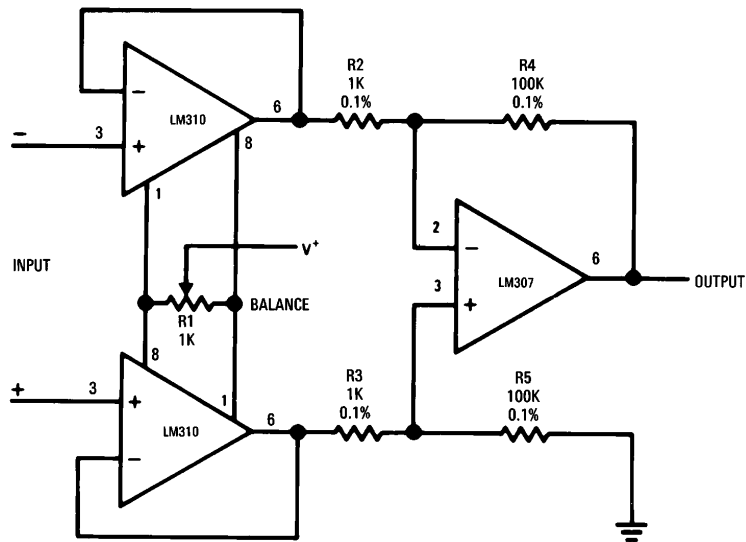 R2
1K
0.1%
R4
100K
0.1%
−
LM310
6
− 3 +
8
1
2
−
6
V+
INPUT
LM307
OUTPUT
3
+
BALANCE
R1
1K
8
R3
1K
0.1%
R5
100K
0.1%
+ 3 +
1
6
LM310
−